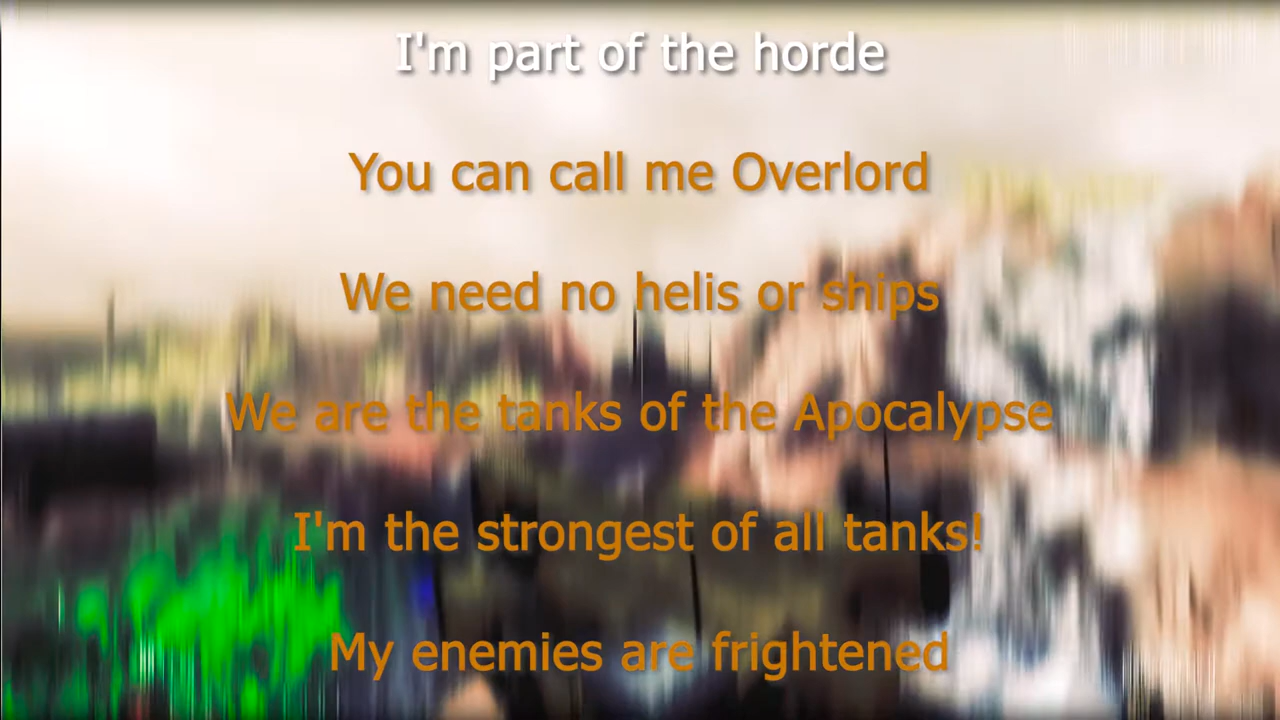 I'm part of the horde
You can call me Overlord
We need no helis or ships
We are the tanks of the Apocalypse
I'm the strongest of all tanks!
My enemies are frightened